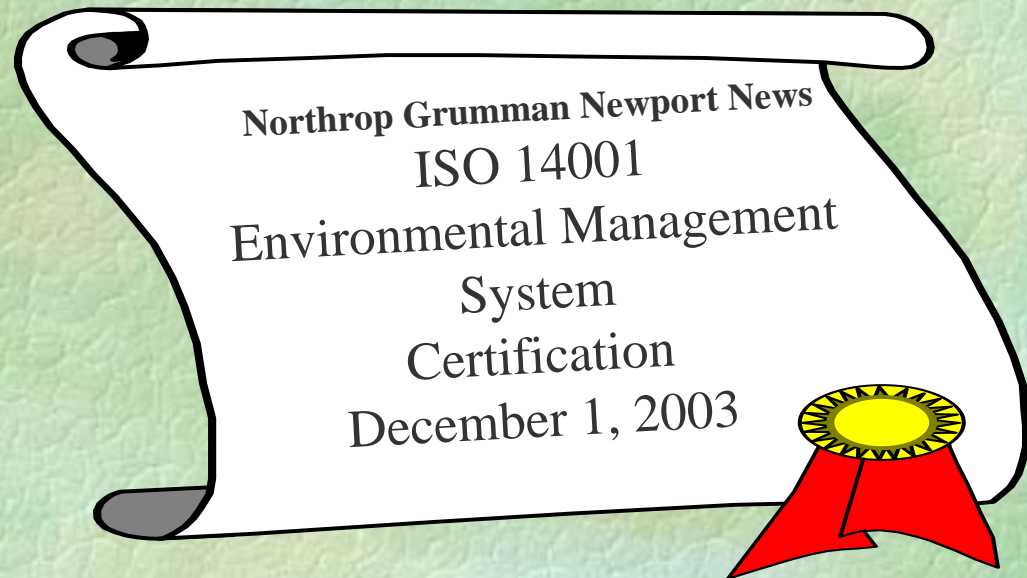 Northrop Grumman Newport News
ISO 14001
Environmental Management
System
Certification
December 1, 2003